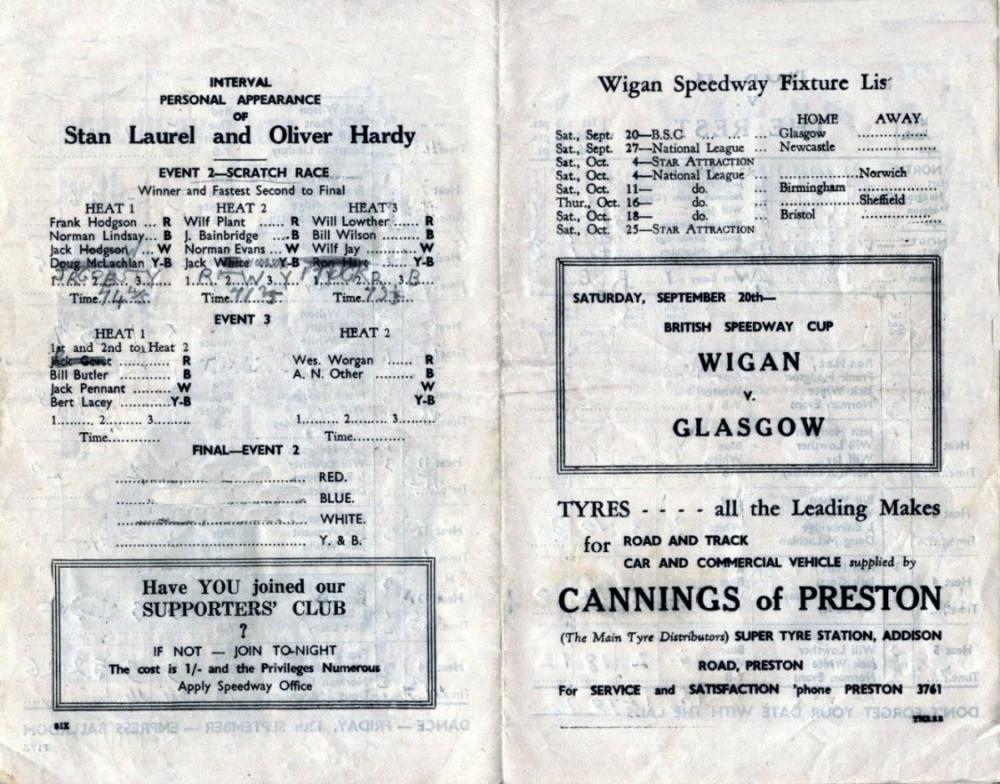 INTERVAL
PERSONAL APPEARANCE
OF
Stan Laurel and Oliver Hardy
EVENT 2—SCRATCH RACE
Winner and Fastest Second to Final
HEAT 1
Frank Hodgson ... R
Norman Lindsay... B
Jack Hodgson ... W
Doug McLachlan Y-B
1....... 2....... 3.......
Time. 74
HEAT 2
Wilf Plant ...... R
J. Bainbridge ....B
Norman Evans ... W
Jack White Y-B
1....... 2....... 3.......
Time.
HEAT 3
Will Lowther ... R
Bill Wilson ...... B
Wilf Jay ...... W
Ron Hart ... Y-B
1....... 2....... 3.......
Time.
EVENT 3
HEAT 1
1st and 2nd to Heat 2
.............. R
Bill Butler ............ B
Jack Pennant ......... W
Bert Lacey ............Y-B
1........, 2........ 3........
Time............
HEAT 2
Wes. Worgan ...... R
A. N. Other ......... B
W
Y-B
1........, 2........ 3........
Time............
FINAL—EVENT 2
........................ RED.
........................ BLUE.
........................ WHITE.
........................ Y. & B.
Have YOU joined our
SUPPORTERS' CLUB
?
IF NOT — JOIN TO-NIGHT
The cost is 1/- and the Privileges Numerous
Apply Speedway Office
SIX
Wigan Speedway Fixture Lis
HOME AWAY
Sat., Sept. 20—B.S.C ... ... Glasgow ...............
Sat., Sept. 27—National League ... Newcastle ...............
Sat., Oct. 4—STAR ATTRACTION
Sat., Oct. 4—National League ... ...............Norwich
Sat., Oct. 11— do. ... Birmingham ...............
Thur., Oct. 16— do. ... ...............Sheffield
Sat., Oct. 18— do. ... Bristol ...............
Sat., Oct. 25—STAR ATTRACTION
SATURDAY, SEPTEMBER 20th—
BRITISH SPEEDWAY CUP
WIGAN
V.
GLASGOW
TYRES - - - - all the Leading Makes
for ROAD AND TRACK
CAR AND COMMERCIAL VEHICLE supplied by
CANNINGS of PRESTON
(The Main Tyre Distributors) SUPER TYRE STATION, ADDISON
ROAD, PRESTON
For SERVICE and SATISFACTION 'phone PRESTON 3761